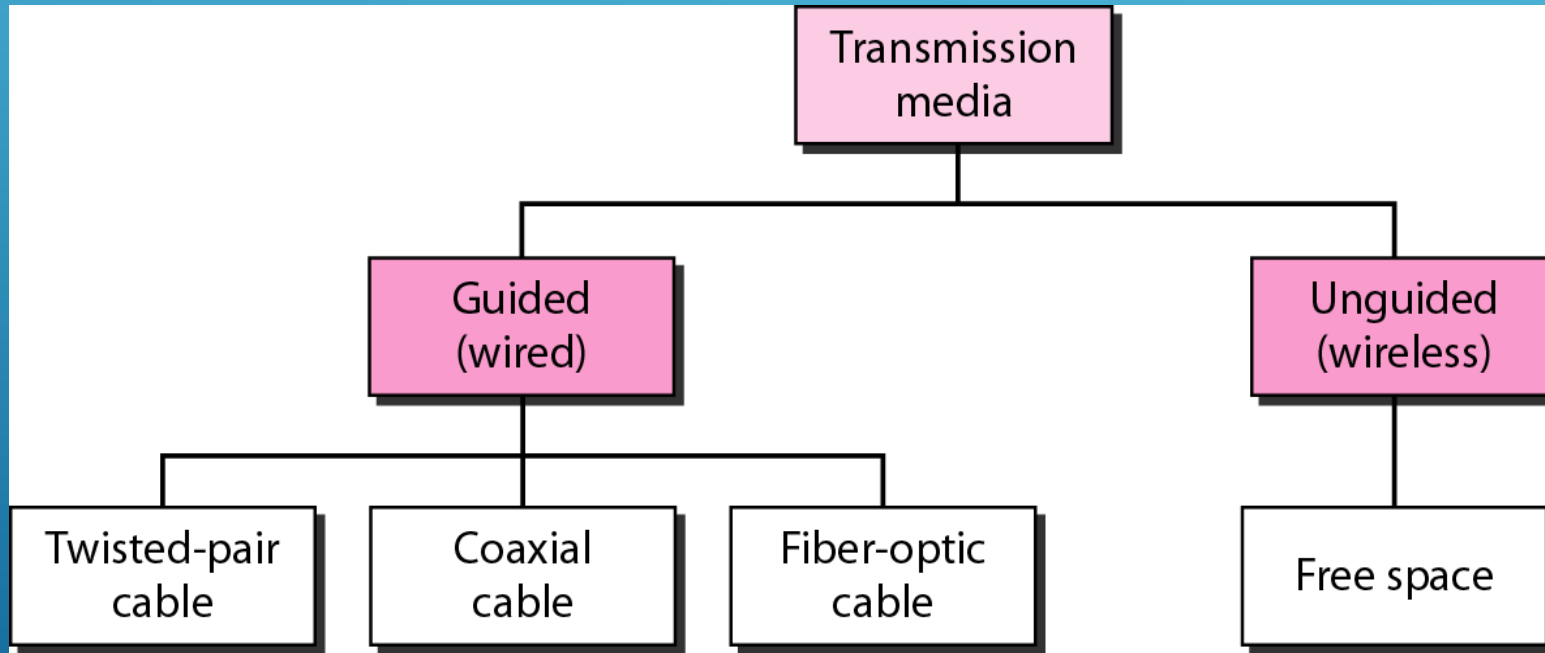 Transmission
media
Guided
(wired)
Unguided
(wireless)
Twisted-pair
cable
Coaxial
cable
Fiber-optic
cable
Free space